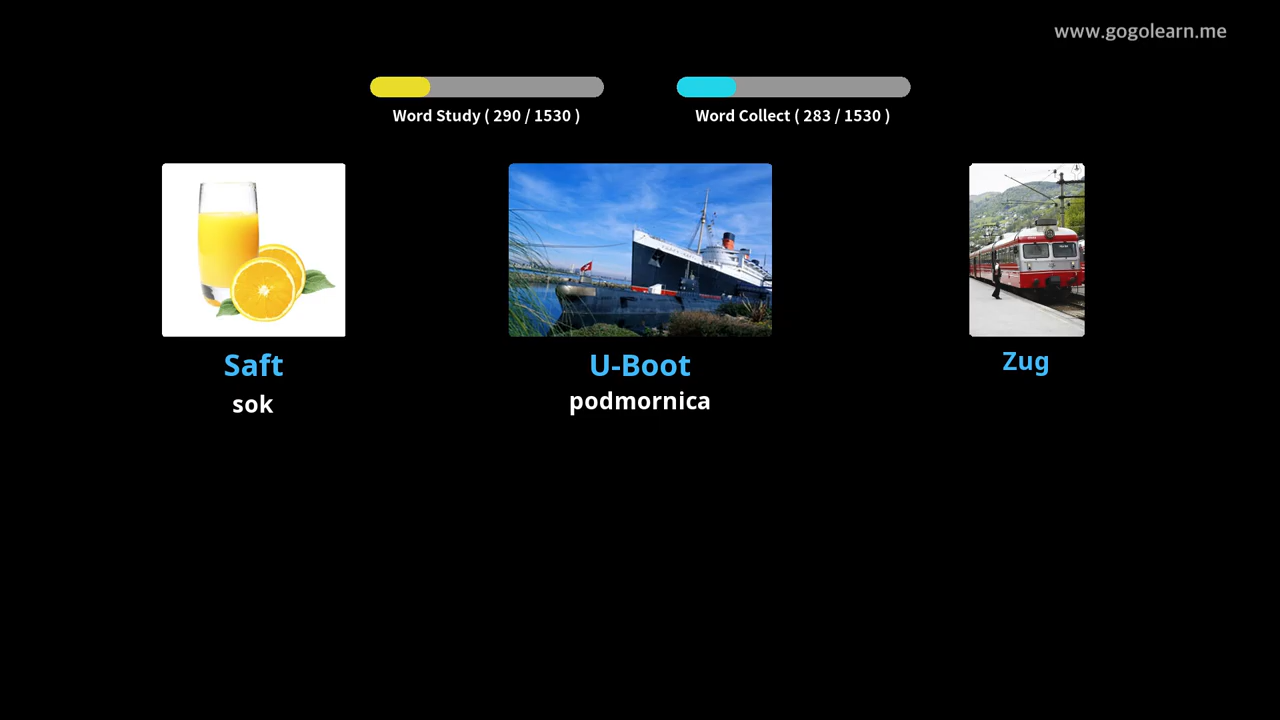 www.gogolearn.me
Word Study ( 290 / 1530 )
Word Collect ( 283 / 1530 )
Saft
sok
U-Boot
podmornica
Zug